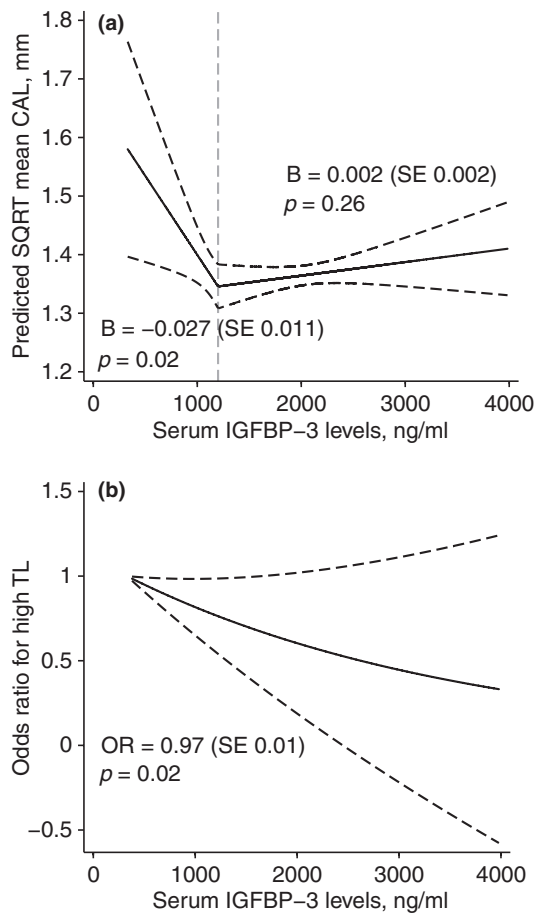 (a)
Predicted SQRT mean CAL, mm
1.8
1.7
1.6
1.5
1.4
1.3
1.2
B = 0.002 (SE 0.002)
p = 0.26
B = −0.027 (SE 0.011)
p = 0.02
0 1000 2000 3000 4000
Serum IGFBP−3 levels, ng/ml
(b)
Odds ratio for high TL
1.5
1
0.5
0
−0.5
OR = 0.97 (SE 0.01)
p = 0.02
0 1000 2000 3000 4000
Serum IGFBP−3 levels, ng/ml